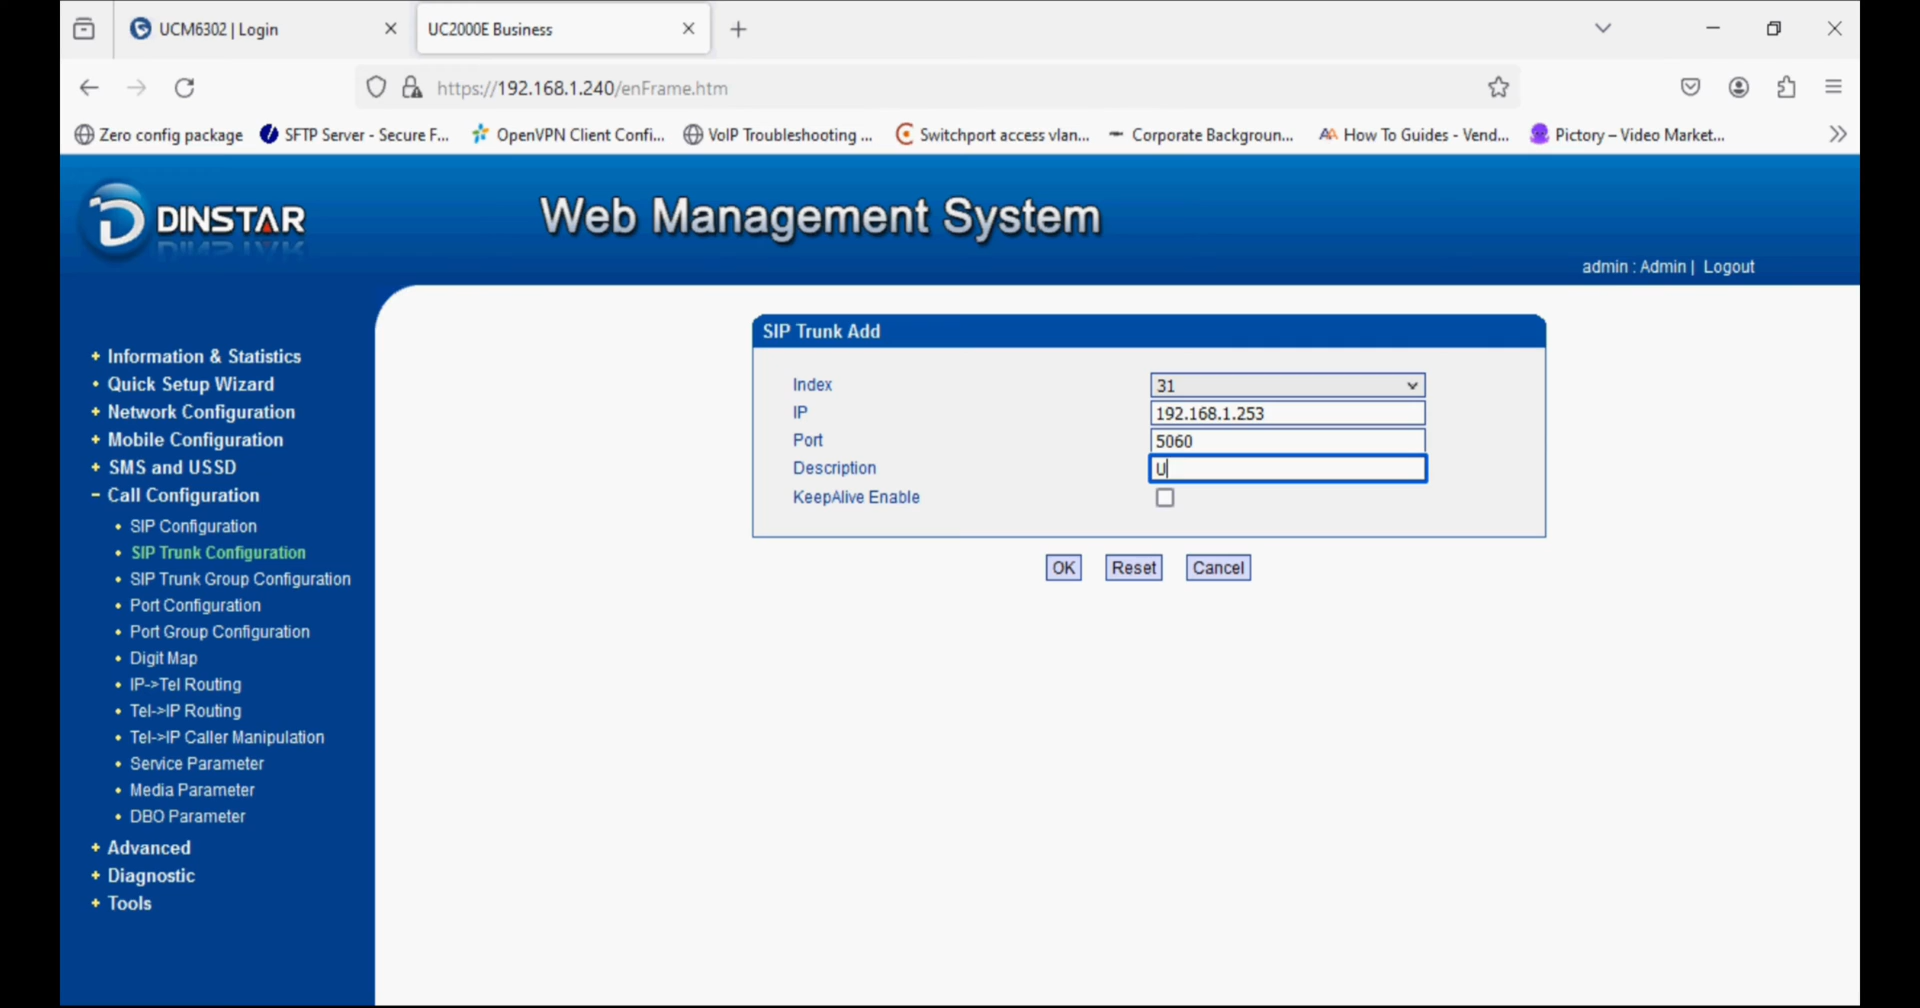 UCM6302 | Login
UC2000E Business
https://192.168.1.240/enFrame.htm
Zero config package
SFTP Server - Secure F...
OpenVPN Client Confi...
VoIP Troubleshooting ...
Switchport access vlan...
Corporate Backgroun...
How To Guides - Vend...
Pictory – Video Market...
DINSTAR
Web Management System
admin : Admin | Logout
+ Information & Statistics
• Quick Setup Wizard
+ Network Configuration
+ Mobile Configuration
+ SMS and USSD
− Call Configuration
• SIP Configuration
• SIP Trunk Configuration
• SIP Trunk Group Configuration
• Port Configuration
• Port Group Configuration
• Digit Map
• IP->Tel Routing
• Tel->IP Routing
• Tel->IP Caller Manipulation
• Service Parameter
• Media Parameter
• DBO Parameter
+ Advanced
+ Diagnostic
+ Tools
SIP Trunk Add
Index 31
IP 192.168.1.253
Port 5060
Description U
KeepAlive Enable
OK Reset Cancel